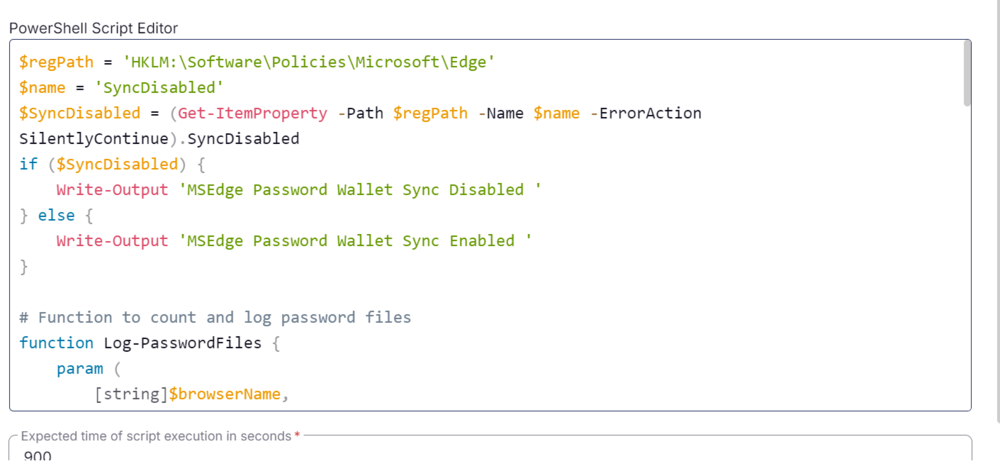 PowerShell Script Editor
$regPath = 'HKLM:\Software\Policies\Microsoft\Edge'
$name = 'SyncDisabled'
$SyncDisabled = (Get-ItemProperty -Path $regPath -Name $name -ErrorAction
SilentlyContinue).SyncDisabled
if ($SyncDisabled) {
    Write-Output 'MSEdge Password Wallet Sync Disabled '
} else {
    Write-Output 'MSEdge Password Wallet Sync Enabled '
}
# Function to count and log password files
function Log-PasswordFiles {
    param (
        [string]$browserName,
Expected time of script execution in seconds *
900